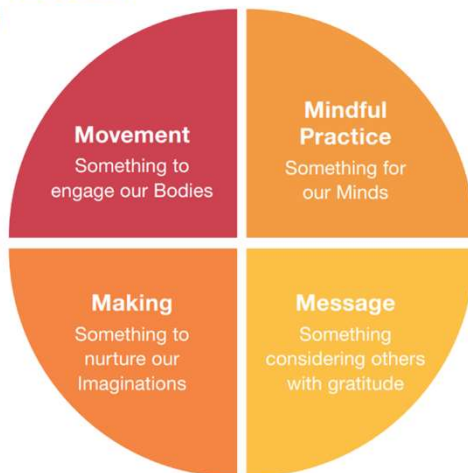 Movement
Something to
engage our Bodies
Mindful
Practice
Something for
our Minds
Making
Something to
nurture our
Imaginations
Message
Something
considering others
with gratitude